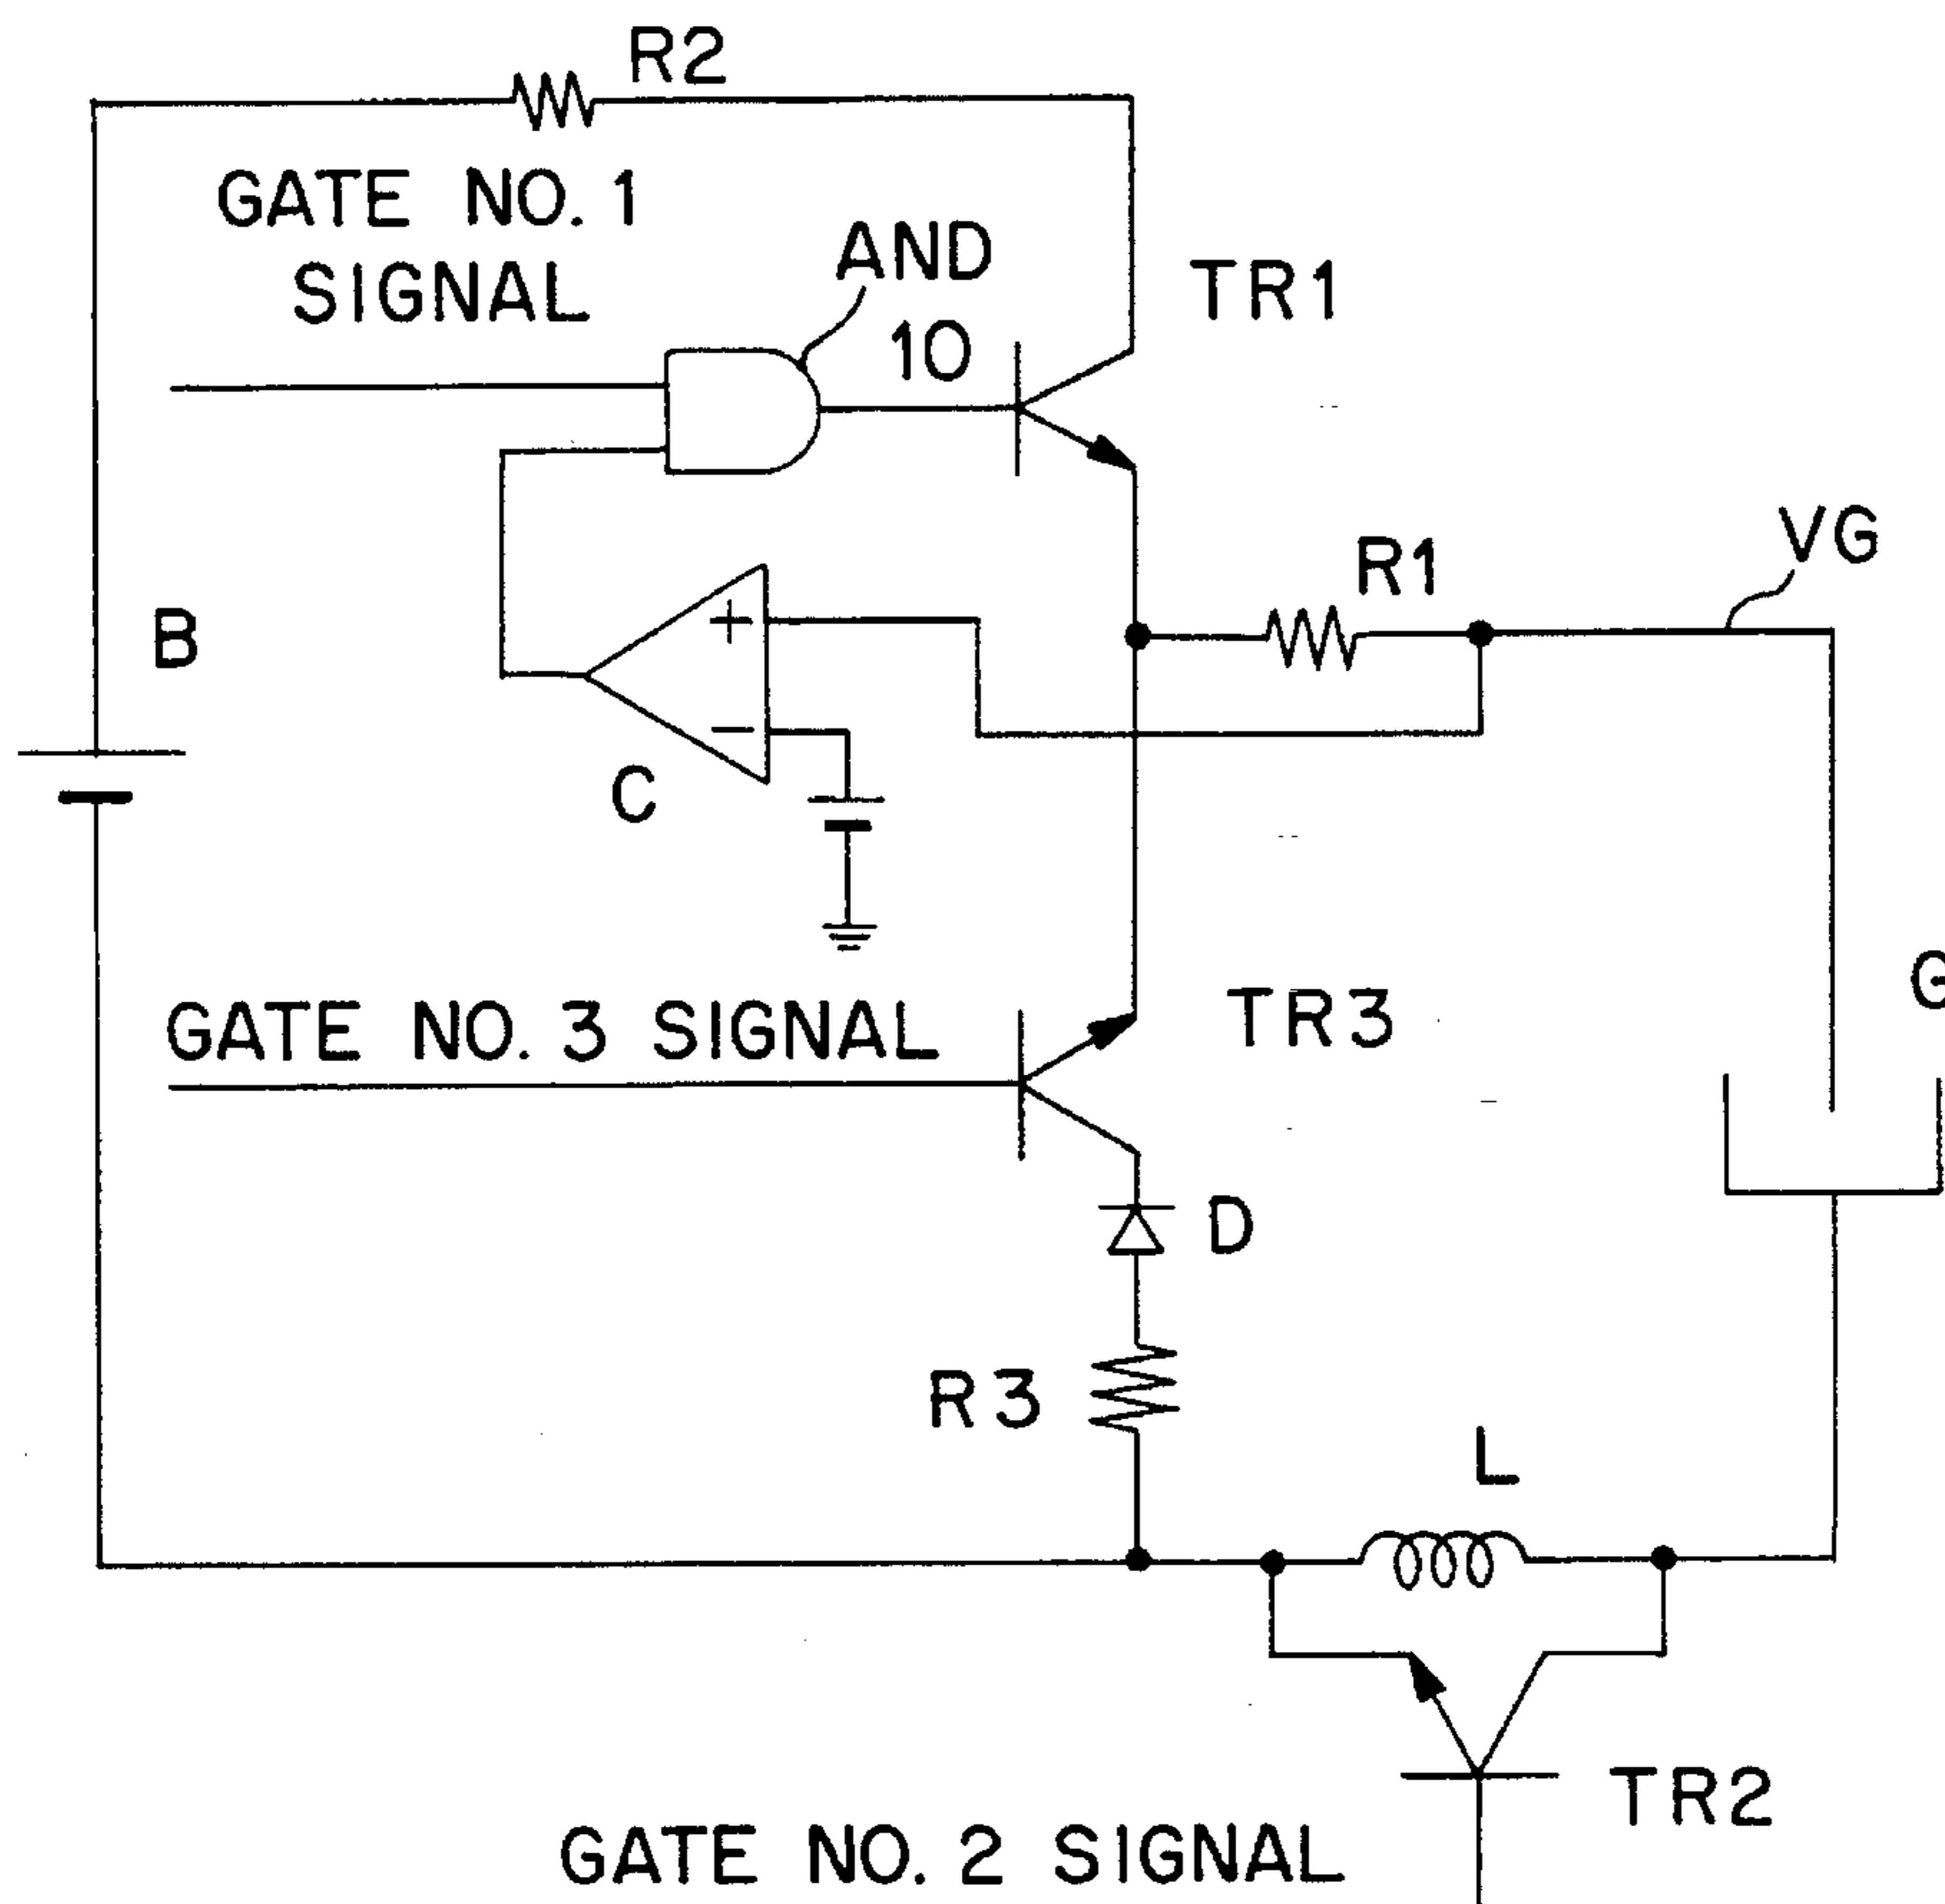 R2
GATE NO. 1
SIGNAL
AND
10
TR1
VG
R1
B
+
−
C
G
GATE NO. 3 SIGNAL
TR3
D
R3
L
TR2
GATE NO. 2 SIGNAL